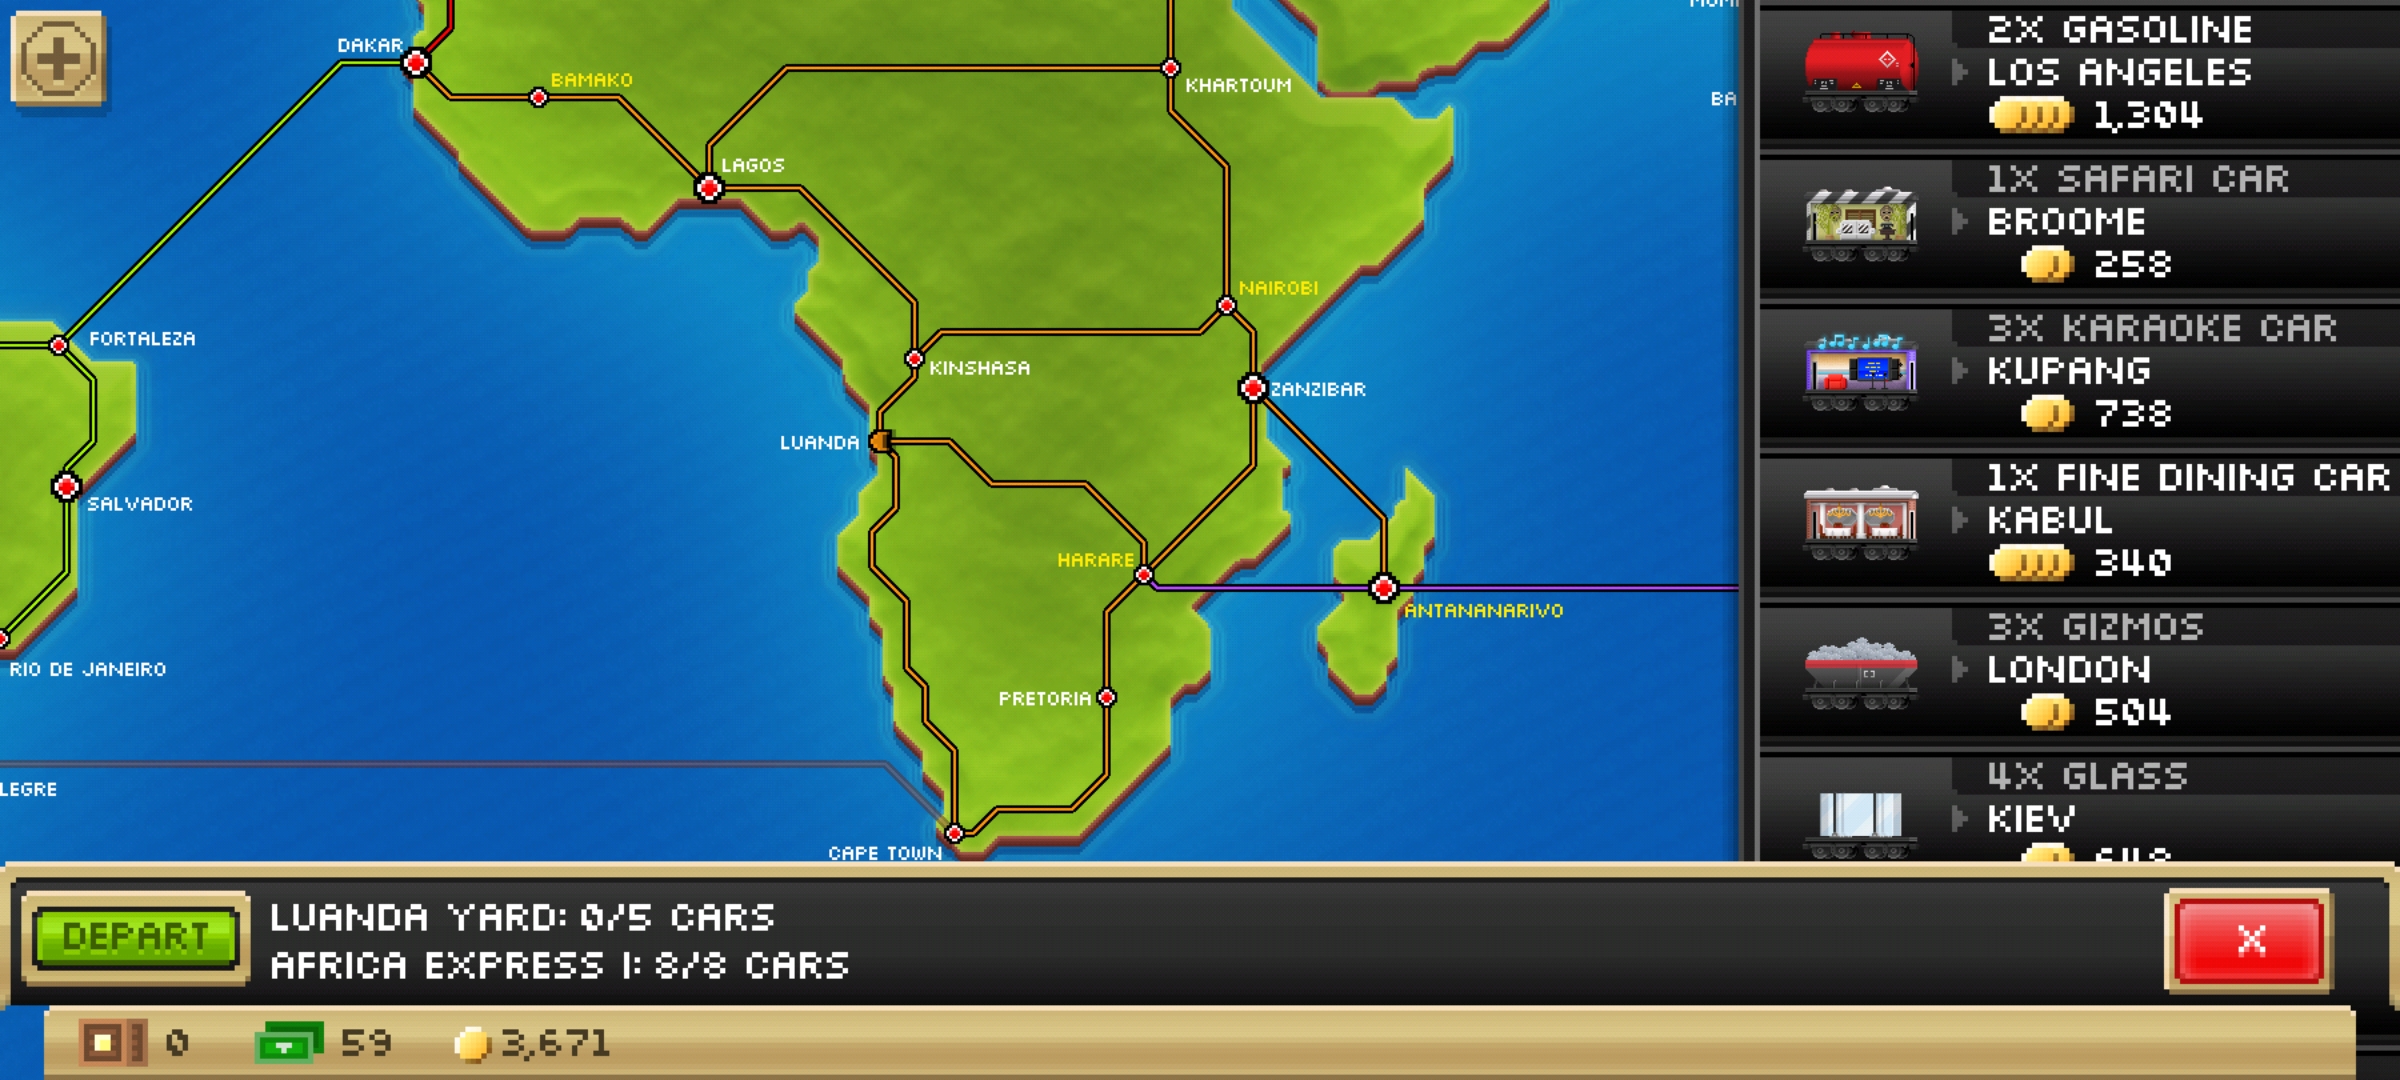 DAKAR
BAMAKO
LAGOS
KHARTOUM
FORTALEZA
NAIROBI
KINSHASA
ZANZIBAR
LUANDA
SALVADOR
HARARE
ANTANANARIVO
RIO DE JANEIRO
PRETORIA
LEGRE
CAPE TOWN
BA
2X GASOLINE
LOS ANGELES
1,304
1X SAFARI CAR
BROOME
258
3X KARAOKE CAR
KUPANG
738
1X FINE DINING CAR
KABUL
340
3X GIZMOS
LONDON
504
4X GLASS
KIEV
DEPART
LUANDA YARD: 0/5 CARS
AFRICA EXPRESS I: 8/8 CARS
X
0
59
3,671